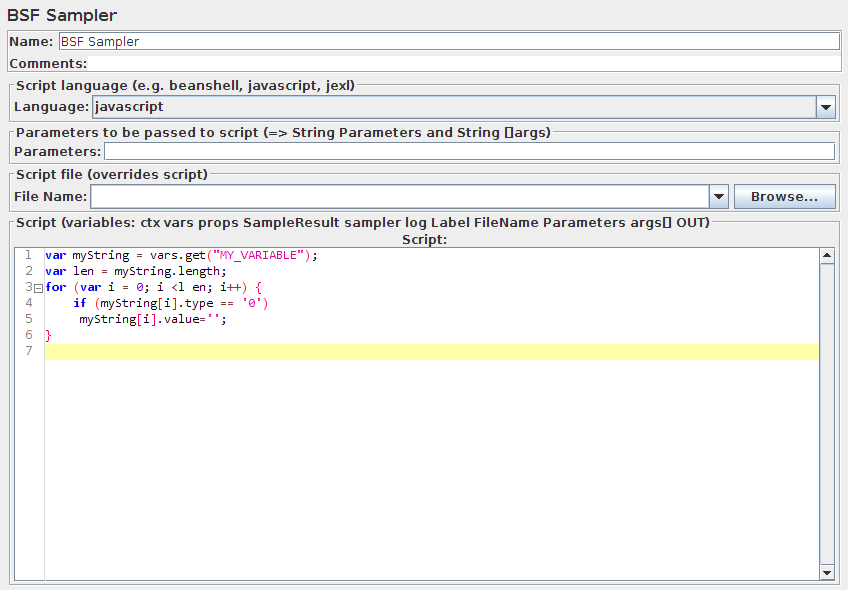 BSF Sampler
Name: BSF Sampler
Comments:
Script language (e.g. beanshell, javascript, jexl)
Language: javascript
Parameters to be passed to script (=> String Parameters and String []args)
Parameters:
Script file (overrides script)
File Name: Browse...
Script (variables: ctx vars props SampleResult sampler log Label FileName Parameters args[] OUT)
Script:
1 var myString = vars.get("MY_VARIABLE");
2 var len = myString.length;
3 for (var i = 0; i <l en; i++) {
4 if (myString[i].type == '0')
5 myString[i].value='';
6 }
7